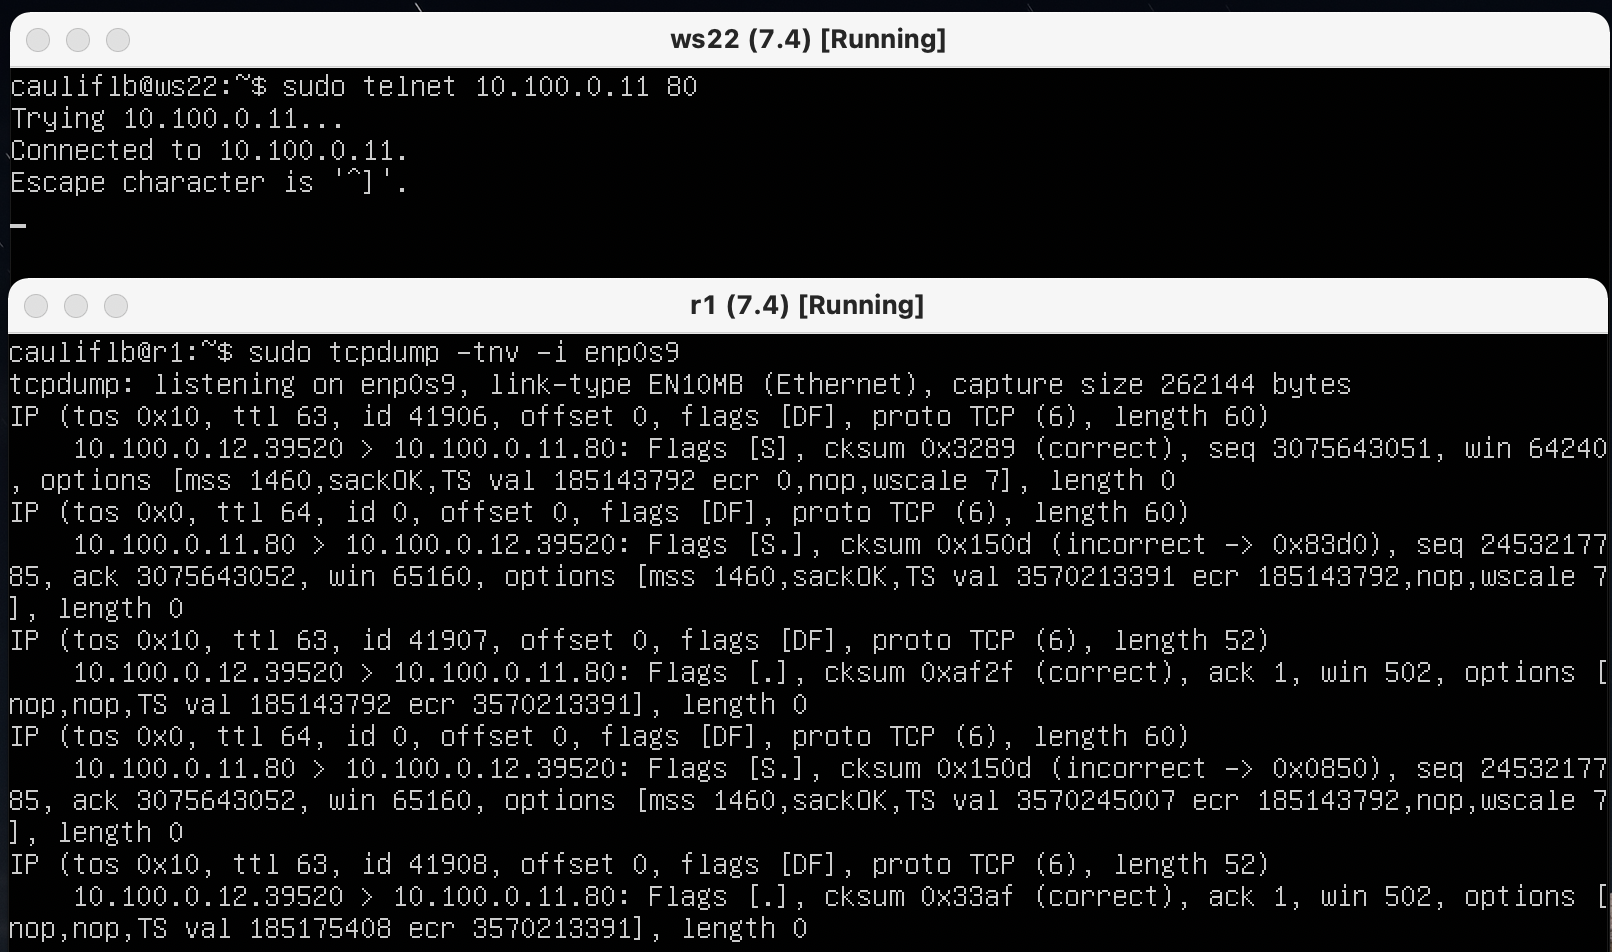 ws22 (7.4) [Running]
cauliflb@ws22:~$ sudo telnet 10.100.0.11 80
Trying 10.100.0.11...
Connected to 10.100.0.11.
Escape character is '^]'.
r1 (7.4) [Running]
cauliflb@r1:~$ sudo tcpdump -tnv -i enp0s9
tcpdump: listening on enp0s9, link-type EN10MB (Ethernet), capture size 262144 bytes
IP (tos 0x10, ttl 63, id 41906, offset 0, flags [DF], proto TCP (6), length 60)
    10.100.0.12.39520 > 10.100.0.11.80: Flags [S], cksum 0x3289 (correct), seq 3075643051, win 64240
, options [mss 1460,sackOK,TS val 185143792 ecr 0,nop,wscale 7], length 0
IP (tos 0x0, ttl 64, id 0, offset 0, flags [DF], proto TCP (6), length 60)
    10.100.0.11.80 > 10.100.0.12.39520: Flags [S.], cksum 0x150d (incorrect -> 0x83d0), seq 24532177
85, ack 3075643052, win 65160, options [mss 1460,sackOK,TS val 3570213391 ecr 185143792,nop,wscale 7
], length 0
IP (tos 0x10, ttl 63, id 41907, offset 0, flags [DF], proto TCP (6), length 52)
    10.100.0.12.39520 > 10.100.0.11.80: Flags [.], cksum 0xaf2f (correct), ack 1, win 502, options [
nop,nop,TS val 185143792 ecr 3570213391], length 0
IP (tos 0x0, ttl 64, id 0, offset 0, flags [DF], proto TCP (6), length 60)
    10.100.0.11.80 > 10.100.0.12.39520: Flags [S.], cksum 0x150d (incorrect -> 0x0850), seq 24532177
85, ack 3075643052, win 65160, options [mss 1460,sackOK,TS val 3570245007 ecr 185143792,nop,wscale 7
], length 0
IP (tos 0x10, ttl 63, id 41908, offset 0, flags [DF], proto TCP (6), length 52)
    10.100.0.12.39520 > 10.100.0.11.80: Flags [.], cksum 0x33af (correct), ack 1, win 502, options [
nop,nop,TS val 185175408 ecr 3570213391], length 0